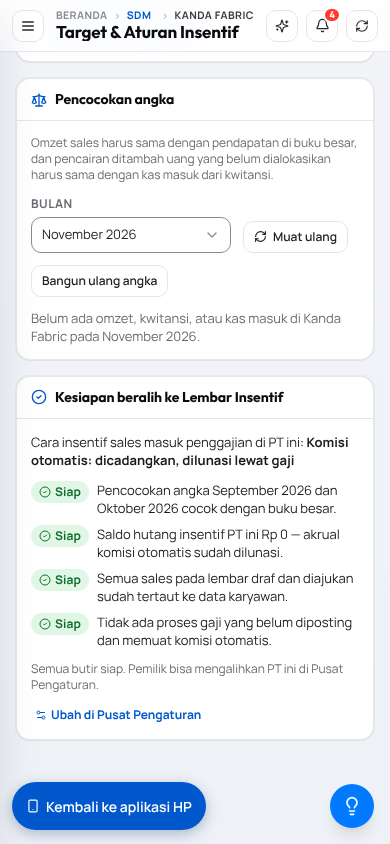 BERANDA > SDM > KANDA FABRIC
Target & Aturan Insentif
4
Pencocokan angka
Omzet sales harus sama dengan pendapatan di buku besar,
dan pencairan ditambah uang yang belum dialokasikan
harus sama dengan kas masuk dari kwitansi.
BULAN
November 2026
Muat ulang
Bangun ulang angka
Belum ada omzet, kwitansi, atau kas masuk di Kanda
Fabric pada November 2026.
Kesiapan beralih ke Lembar Insentif
Cara insentif sales masuk penggajian di PT ini: Komisi
otomatis: dicadangkan, dilunasi lewat gaji
Siap Pencocokan angka September 2026 dan
Oktober 2026 cocok dengan buku besar.
Siap Saldo hutang insentif PT ini Rp 0 — akrual
komisi otomatis sudah dilunasi.
Siap Semua sales pada lembar draf dan diajukan
sudah tertaut ke data karyawan.
Siap Tidak ada proses gaji yang belum diposting
dan memuat komisi otomatis.
Semua butir siap. Pemilik bisa mengalihkan PT ini di Pusat
Pengaturan.
Ubah di Pusat Pengaturan
Kembali ke aplikasi HP